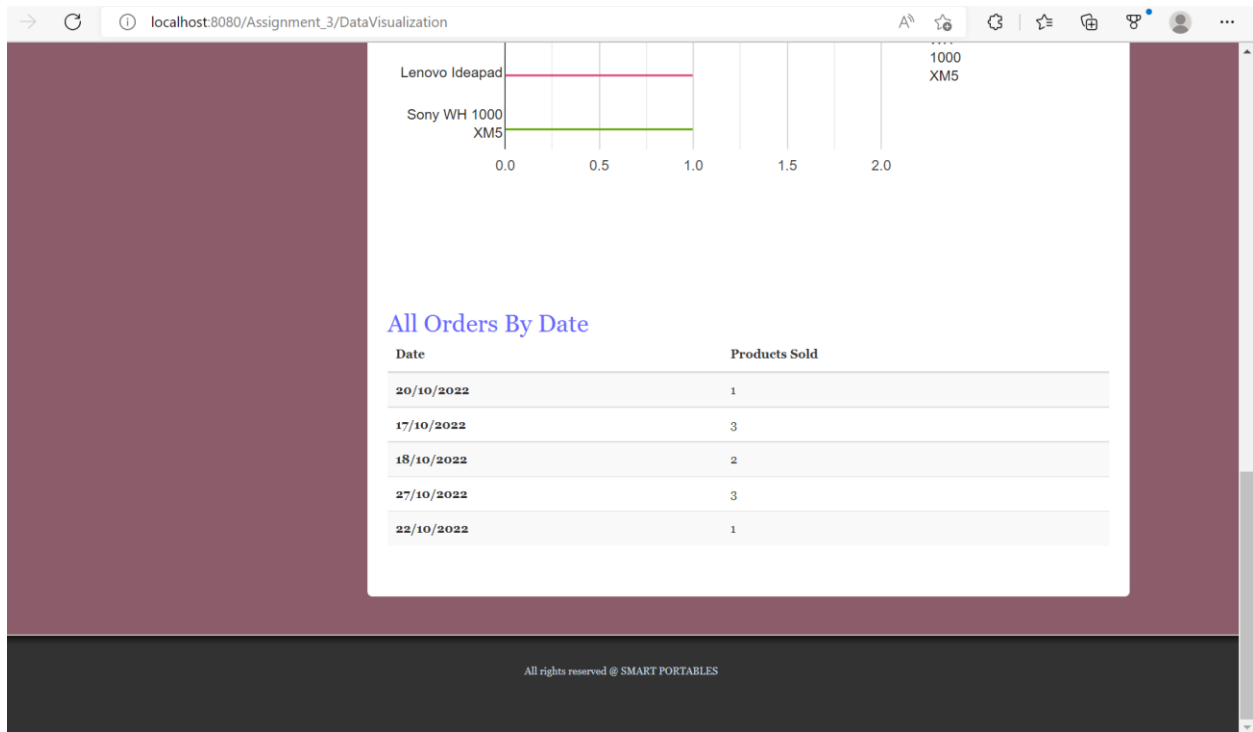 localhost:8080/Assignment_3/DataVisualization
1000
XM5
Lenovo Ideapad
Sony WH 1000
XM5
0.0 0.5 1.0 1.5 2.0
All Orders By Date
Date Products Sold
20/10/2022 1
17/10/2022 3
18/10/2022 2
27/10/2022 3
22/10/2022 1
All rights reserved @ SMART PORTABLES